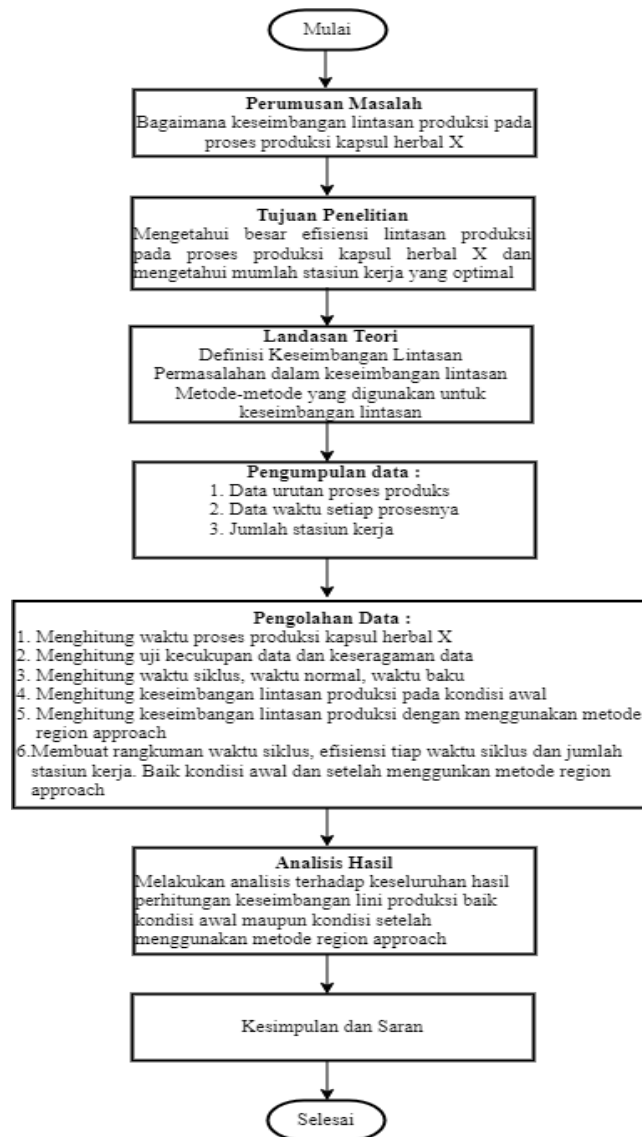 Mulai
Perumusan Masalah
Bagaimana keseimbangan lintasan produksi pada
proses produksi kapsul herbal X
Tujuan Penelitian
Mengetahui besar efisiensi lintasan produksi
pada proses produksi kapsul herbal X dan
mengetahui mumlah stasiun kerja yang optimal
Landasan Teori
Definisi Keseimbangan Lintasan
Permasalahan dalam keseimbangan lintasan
Metode-metode yang digunakan untuk
keseimbangan lintasan
Pengumpulan data :
1. Data urutan proses produks
2. Data waktu setiap prosesnya
3. Jumlah stasiun kerja
Pengolahan Data :
1. Menghitung waktu proses produksi kapsul herbal X
2. Menghitung uji kecukupan data dan keseragaman data
3. Menghitung waktu siklus, waktu normal, waktu baku
4. Menghitung keseimbangan lintasan produksi pada kondisi awal
5. Menghitung keseimbangan lintasan produksi dengan menggunakan metode
region approach
6.Membuat rangkuman waktu siklus, efisiensi tiap waktu siklus dan jumlah
stasiun kerja. Baik kondisi awal dan setelah menggunkan metode region
approach
Analisis Hasil
Melakukan analisis terhadap keseluruhan hasil
perhitungan keseimbangan lini produksi baik
kondisi awal maupun kondisi setelah
menggunakan metode region approach
Kesimpulan dan Saran
Selesai